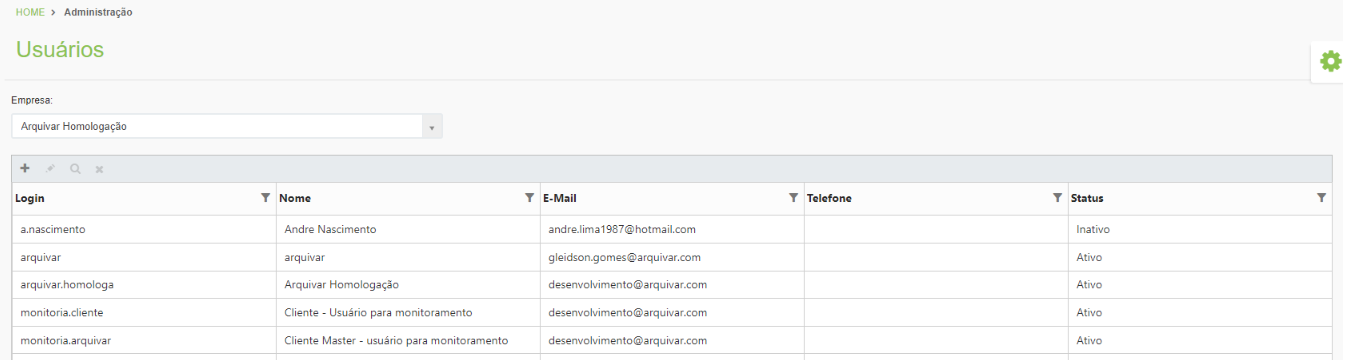 HOME > Administração
Usuários
Empresa:
Arquivar Homologação
Login Nome E-Mail Telefone Status
a.nascimento Andre Nascimento andre.lima1987@hotmail.com Inativo
arquivar arquivar gleidson.gomes@arquivar.com Ativo
arquivar.homologa Arquivar Homologação desenvolvimento@arquivar.com Ativo
monitoria.cliente Cliente - Usuário para monitoramento desenvolvimento@arquivar.com Ativo
monitoria.arquivar Cliente Master - usuário para monitoramento desenvolvimento@arquivar.com Ativo